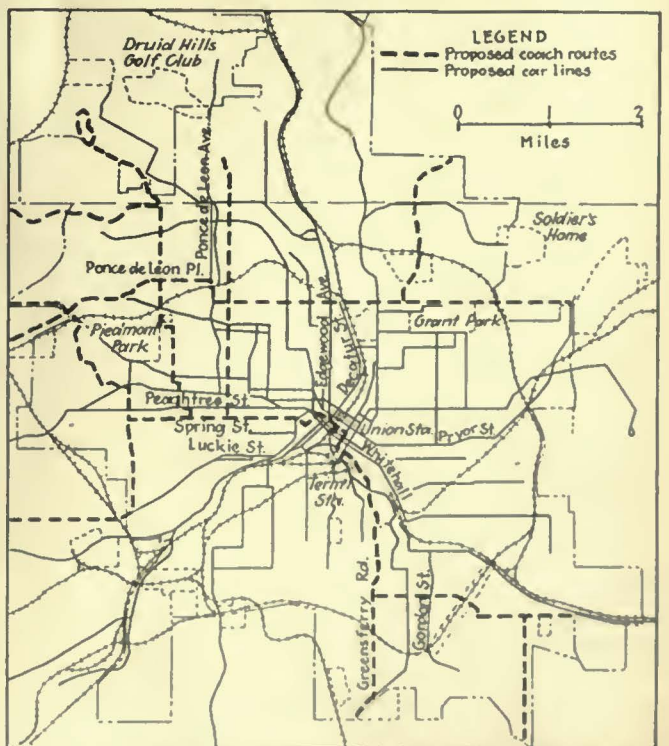 Druid Hills
Golf Club
LEGEND
Proposed coach routes
Proposed car lines
0 2
Miles
Ponce de Leon Ave.
Soldier's
Home
Ponce de Leon Pl.
Edgewood Ave.
Decatur St.
Piedmont
Park
Grant Park
Peachtree St.
Spring St.
Luckie St.
Union Sta.
Pryor St.
Whitehall
Term'l
Sta.
Greensferry Rd.
Gordon St.